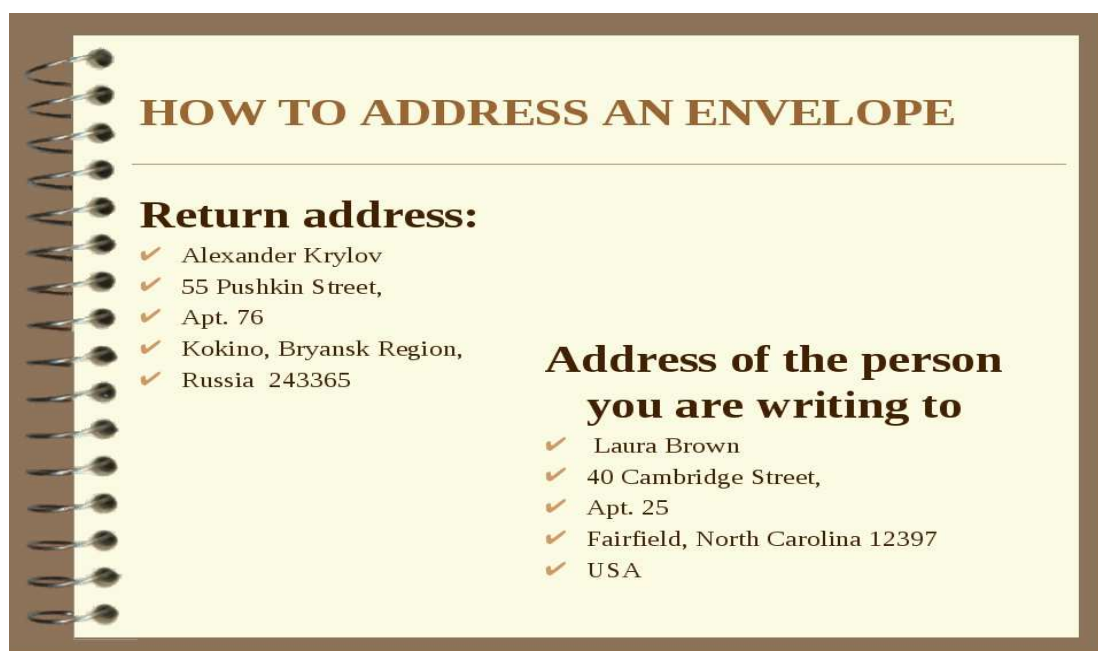 HOW TO ADDRESS AN ENVELOPE
Return address:
Alexander Krylov
55 Pushkin Street,
Apt. 76
Kokino, Bryansk Region,
Russia 243365
Address of the person
you are writing to
Laura Brown
40 Cambridge Street,
Apt. 25
Fairfield, North Carolina 12397
USA